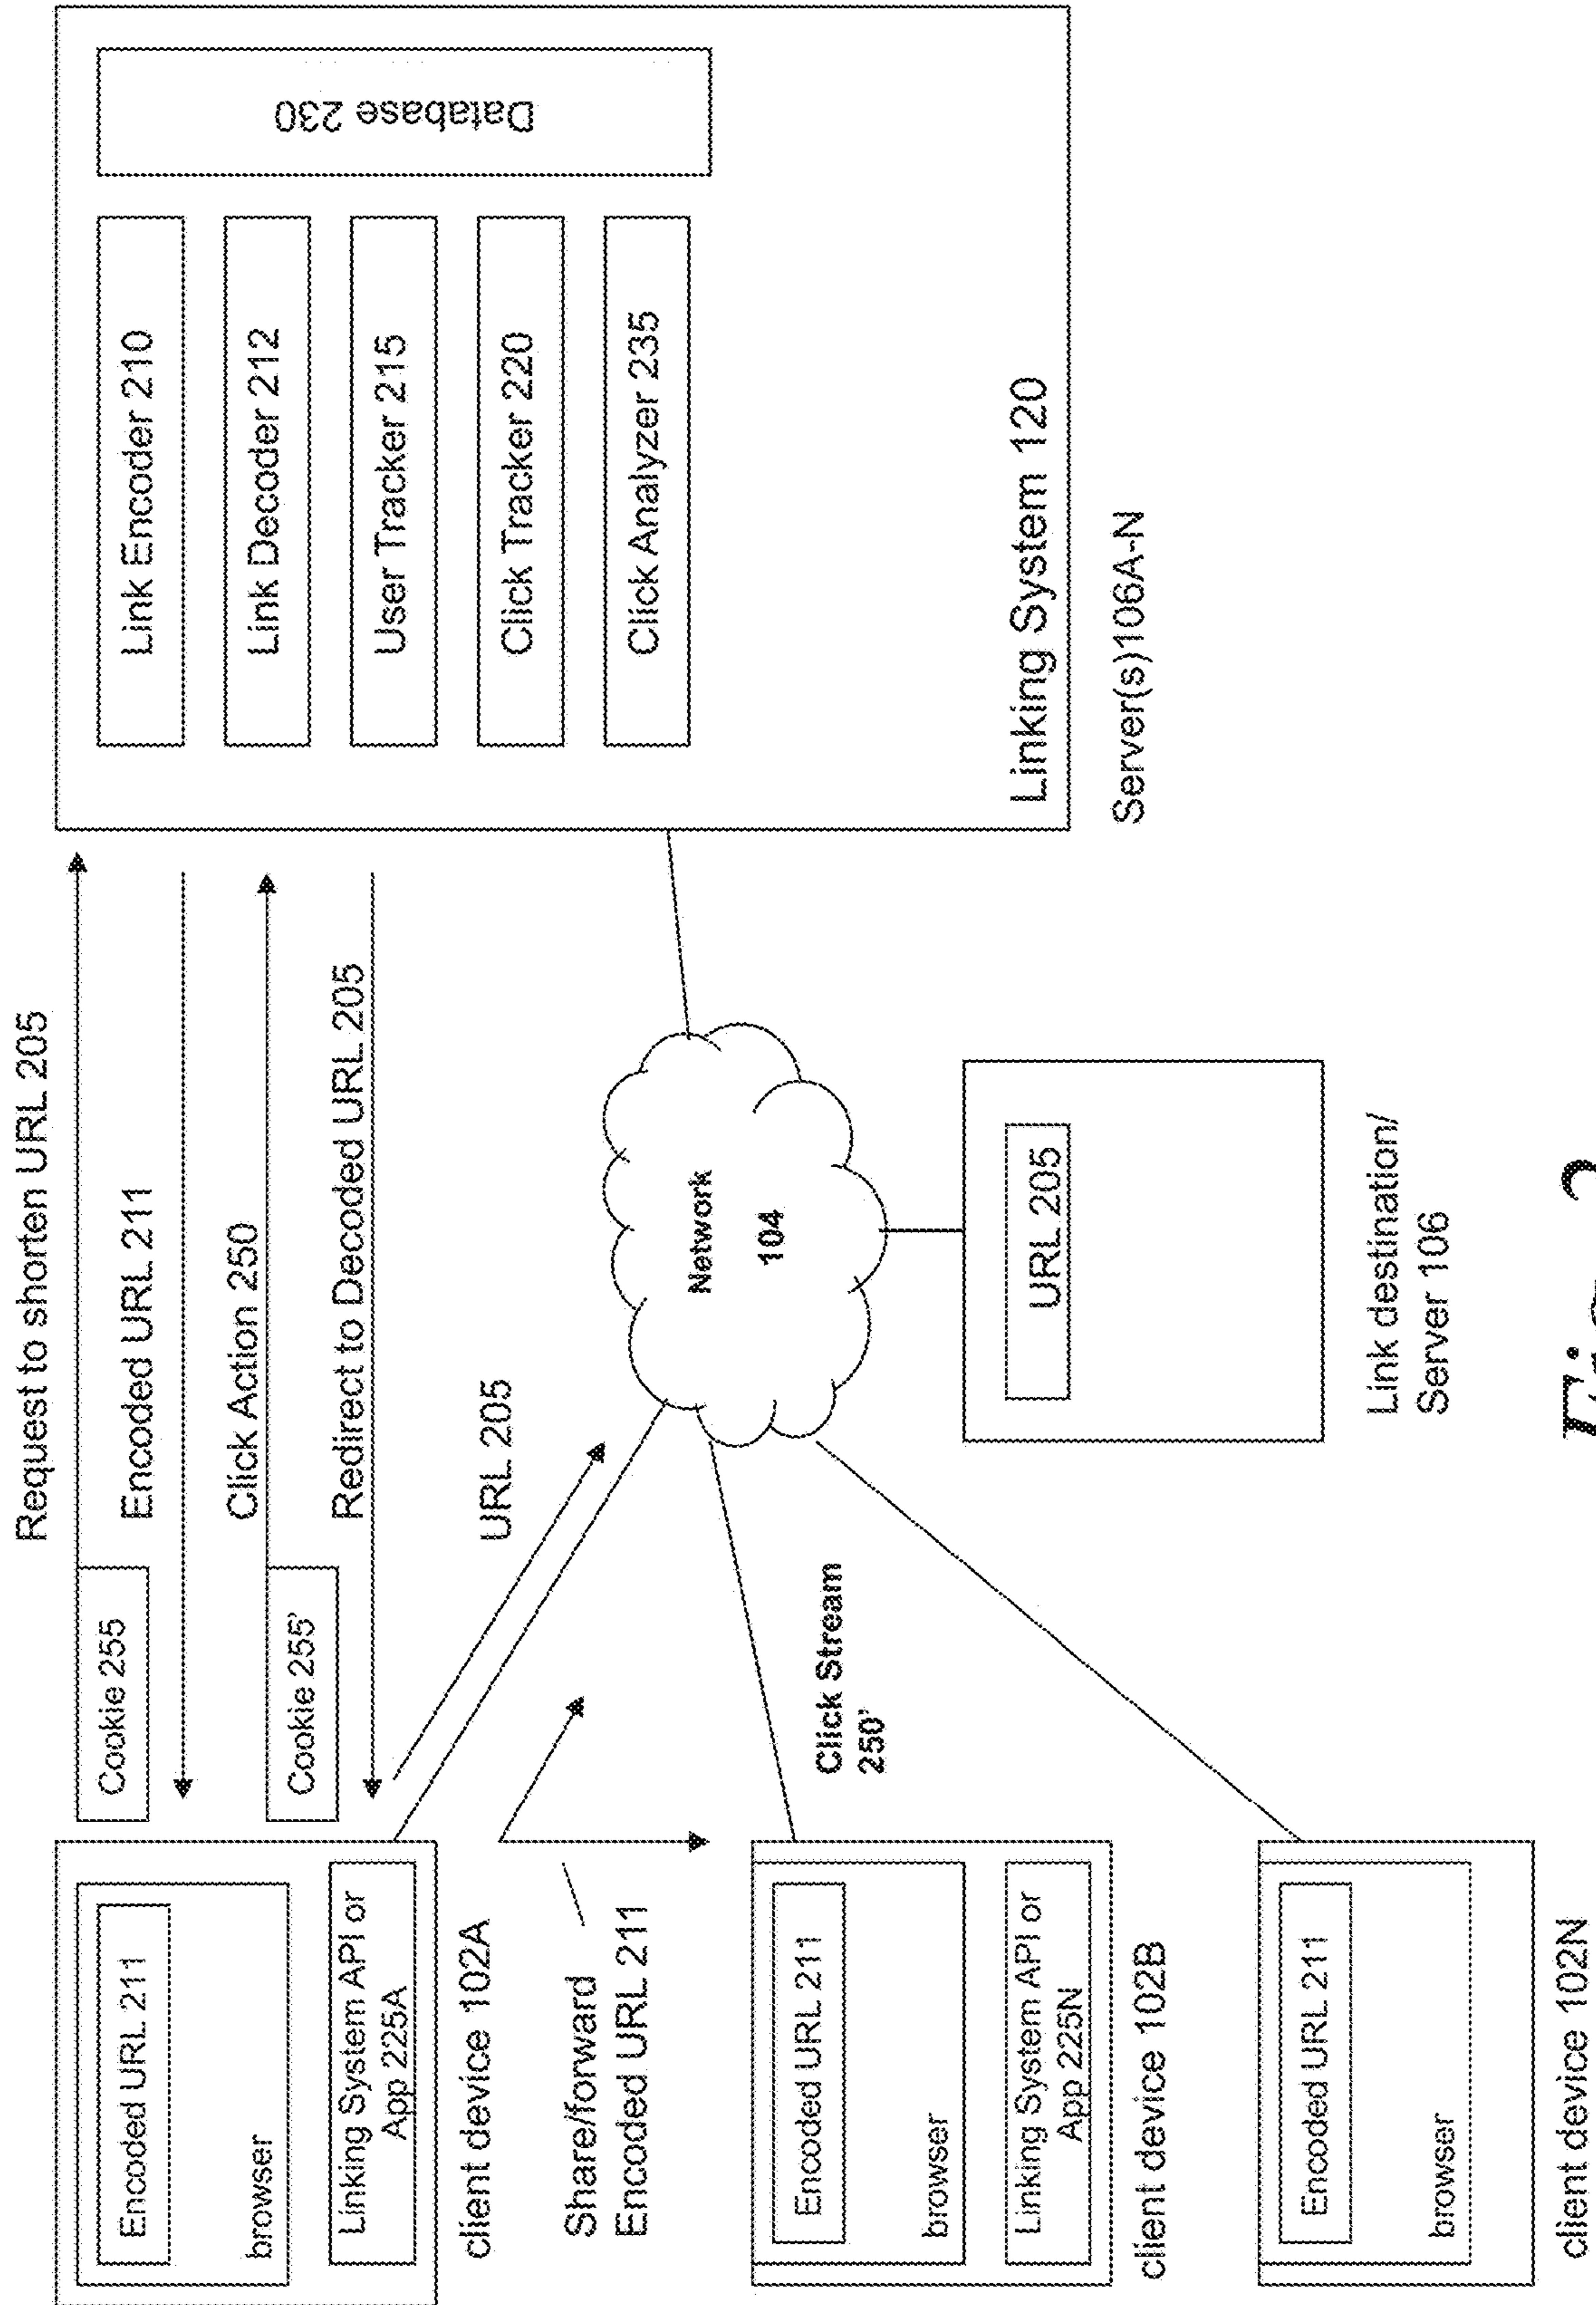 Request to shorten URL 205
Cookie 255
Encoded URL 211
Click Action 250
Cookie 255'
Redirect to Decoded URL 205
Encoded URL 211
browser
Linking System API or
App 225A
client device 102A
URL 205
Share/forward
Encoded URL 211
Click Stream
250'
Encoded URL 211
browser
Linking System API or
App 225N
client device 102B
Encoded URL 211
browser
client device 102N
Network
104
URL 205
Link destination/
Server 106
Link Encoder 210
Link Decoder 212
User Tracker 215
Click Tracker 220
Click Analyzer 235
Database 230
Linking System 120
Server(s)106A-N
Fig. 2